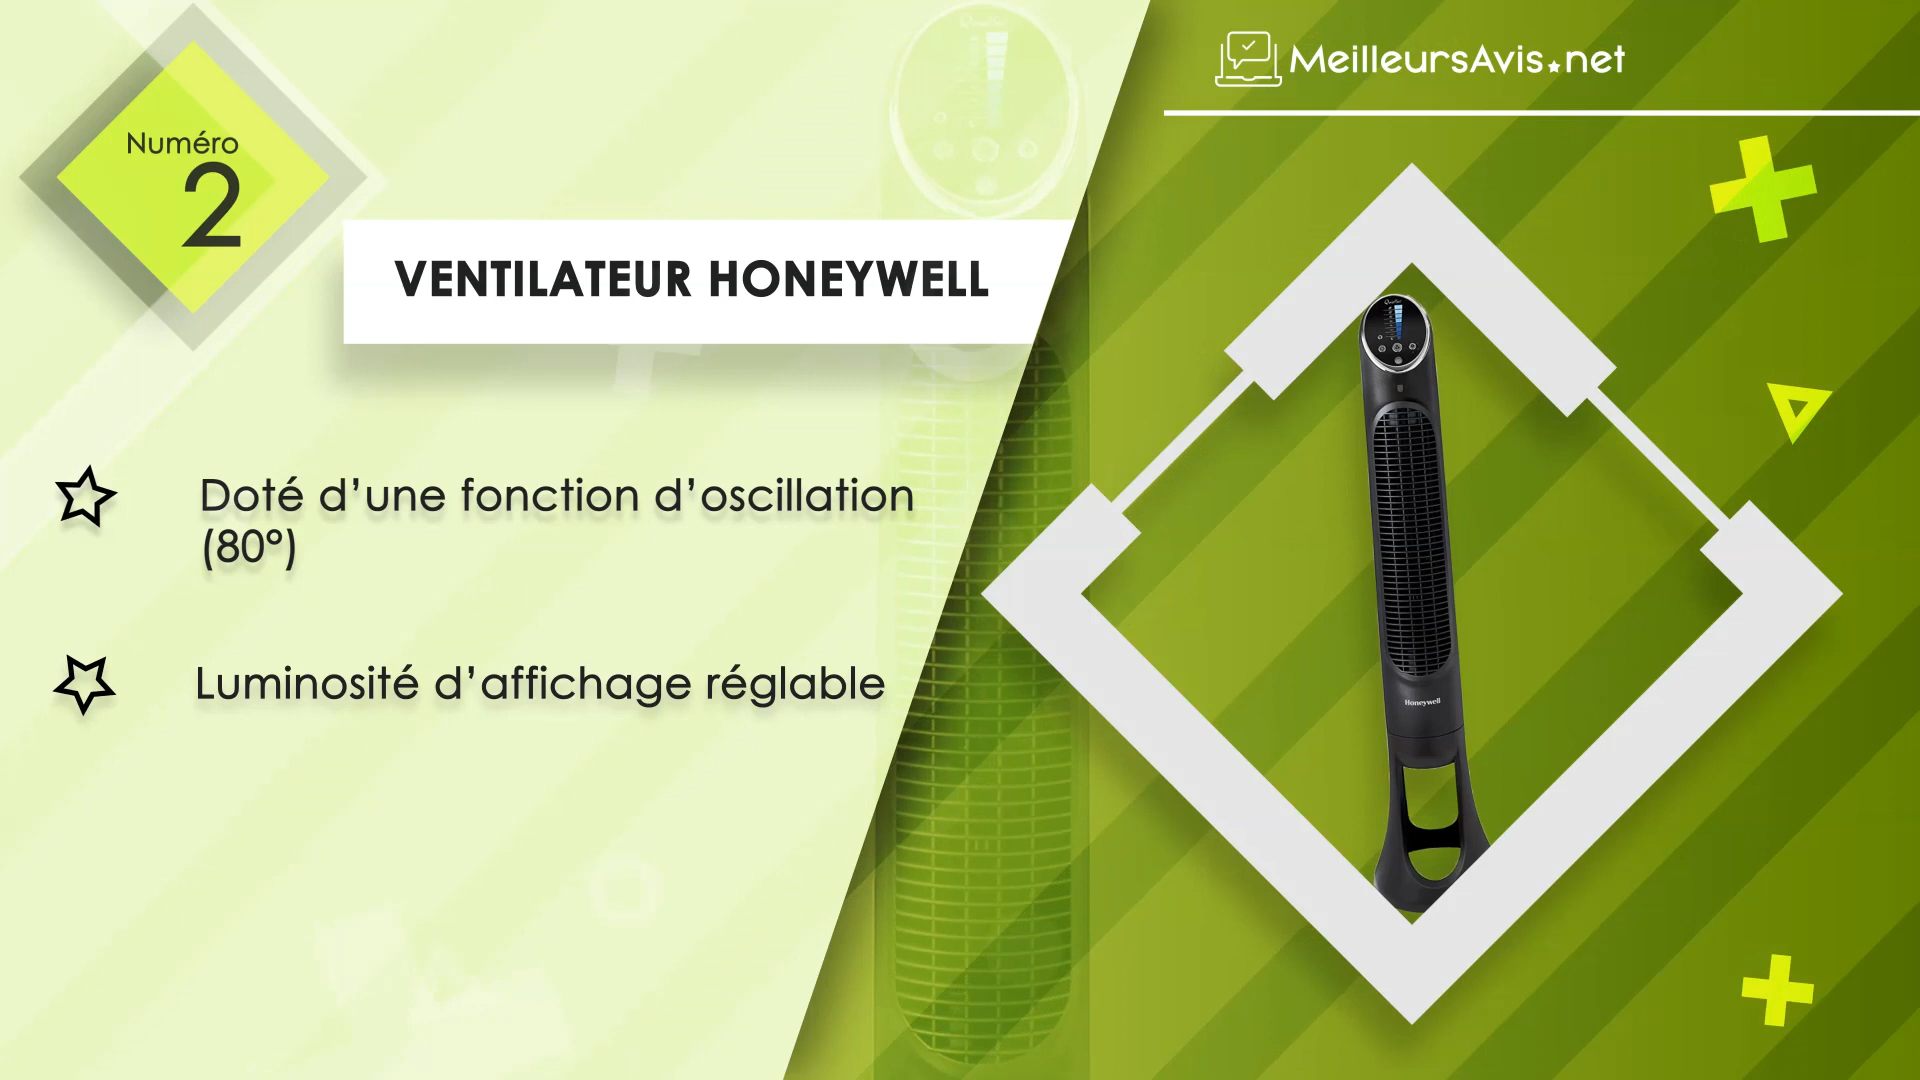 Numéro
2
MeilleursAvis.net
VENTILATEUR HONEYWELL
Doté d’une fonction d’oscillation
(80°)
Luminosité d’affichage réglable
Honeywell